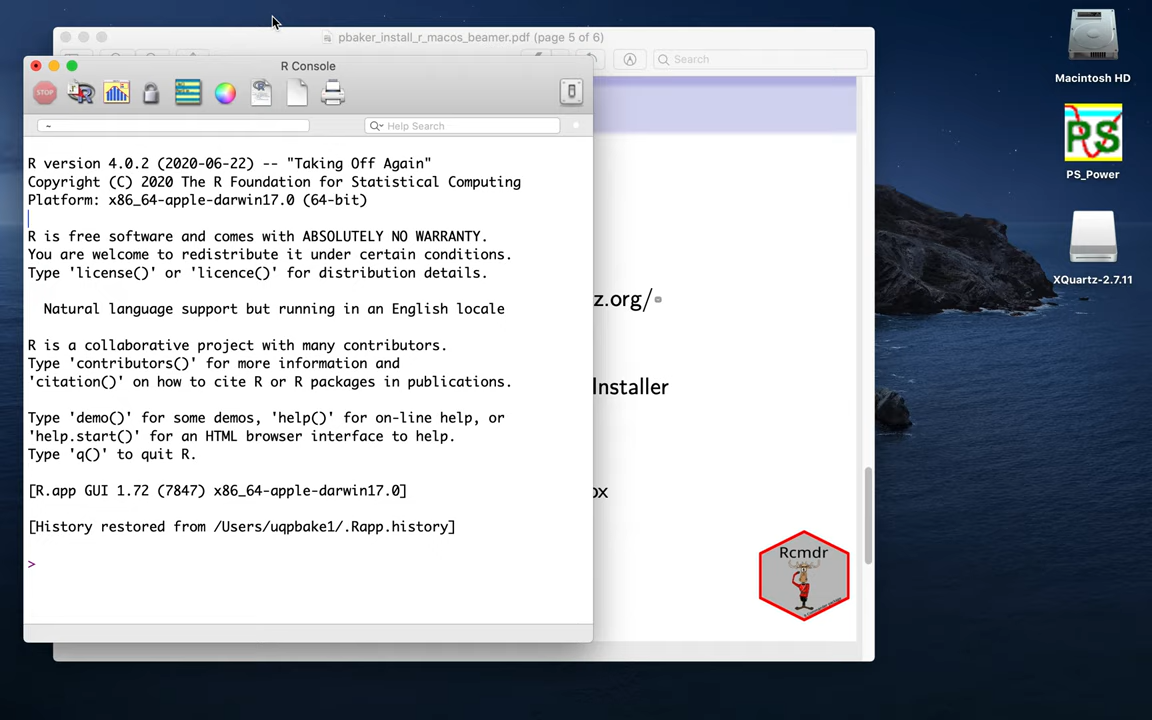 pbaker_install_r_macos_beamer.pdf (page 5 of 6)
Search
R Console
STOP
~
Help Search
R version 4.0.2 (2020-06-22) -- "Taking Off Again"
Copyright (C) 2020 The R Foundation for Statistical Computing
Platform: x86_64-apple-darwin17.0 (64-bit)
R is free software and comes with ABSOLUTELY NO WARRANTY.
You are welcome to redistribute it under certain conditions.
Type 'license()' or 'licence()' for distribution details.
Natural language support but running in an English locale
R is a collaborative project with many contributors.
Type 'contributors()' for more information and
'citation()' on how to cite R or R packages in publications.
Type 'demo()' for some demos, 'help()' for on-line help, or
'help.start()' for an HTML browser interface to help.
Type 'q()' to quit R.
[R.app GUI 1.72 (7847) x86_64-apple-darwin17.0]
[History restored from /Users/uqpbake1/.Rapp.history]
>
z.org/
Installer
ox
Rcmdr
Macintosh HD
PS
PS_Power
XQuartz-2.7.11